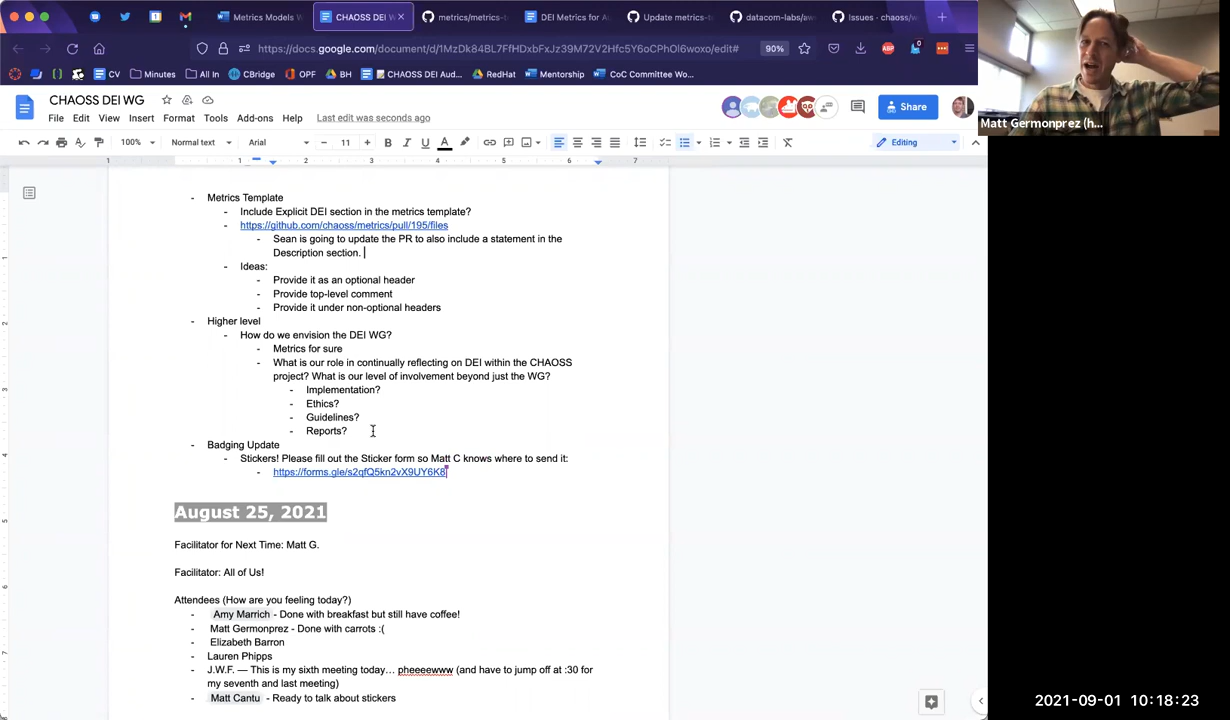 Metrics Models W
CHAOSS DEI W
metrics/metrics-t
DEI Metrics for A
Update metrics-t
datacom-labs/aw
Issues · chaoss/w
https://docs.google.com/document/d/1MzDk84BL7FfHDxbFxJz39M72V2Hfc5Y6oCPhOl6woxo/edit#
90%
CV
Minutes
All In
CBridge
OPF
BH
CHAOSS DEI Aud...
RedHat
Mentorship
CoC Committee Wo...
CHAOSS DEI WG
File Edit View Insert Format Tools Add-ons Help Last edit was seconds ago
Share
100% Normal text Arial 11 B I U A Editing
Matt Germonprez (h...
1 1 2 3 4 5 6 7
- Metrics Template
- Include Explicit DEI section in the metrics template?
- https://github.com/chaoss/metrics/pull/195/files
- Sean is going to update the PR to also include a statement in the
Description section.
- Ideas:
- Provide it as an optional header
- Provide top-level comment
- Provide it under non-optional headers
- Higher level
- How do we envision the DEI WG?
- Metrics for sure
- What is our role in continually reflecting on DEI within the CHAOSS
project? What is our level of involvement beyond just the WG?
- Implementation?
- Ethics?
- Guidelines?
- Reports?
- Badging Update
- Stickers! Please fill out the Sticker form so Matt C knows where to send it:
- https://forms.gle/s2qfQ5kn2vX9UY6K8
August 25, 2021
Facilitator for Next Time: Matt G.
Facilitator: All of Us!
Attendees (How are you feeling today?)
- Amy Marrich - Done with breakfast but still have coffee!
- Matt Germonprez - Done with carrots :(
- Elizabeth Barron
- Lauren Phipps
- J.W.F. — This is my sixth meeting today... pheeeewww (and have to jump off at :30 for
my seventh and last meeting)
- Matt Cantu - Ready to talk about stickers
2021-09-01 10:18:23